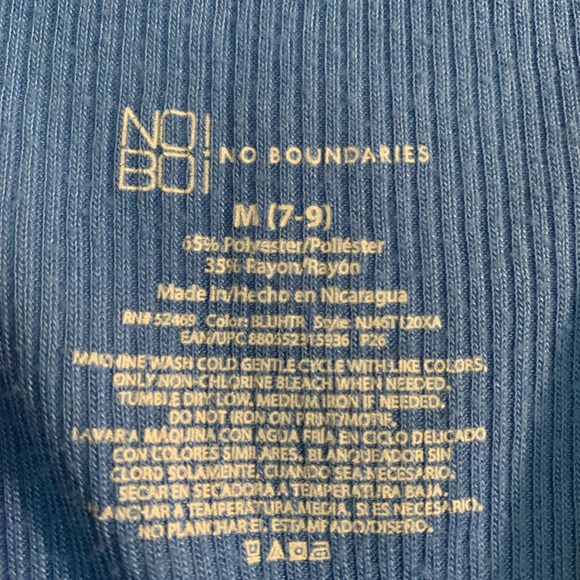 NO!
BO!
NO BOUNDARIES
M (7-9)
65% Polyester/Poliéster
35% Rayon/Rayón
Made in/Hecho en Nicaragua
RN# 52469 Color: BLUHTR Style: NJ46T120XA
EAN/UPC 680552315936 P26
MACHINE WASH COLD GENTLE CYCLE WITH LIKE COLORS,
ONLY NON-CHLORINE BLEACH WHEN NEEDED.
TUMBLE DRY LOW. MEDIUM IRON IF NEEDED.
DO NOT IRON ON PRINT/MOTIF.
LAVAR A MÁQUINA CON AGUA FRÍA EN CICLO DELICADO
CON COLORES SIMILARES. BLANQUEADOR SIN
CLORO SOLAMENTE, CUANDO SEA NECESARIO.
SECAR EN SECADORA A TEMPERATURA BAJA.
PLANCHAR A TEMPERATURA MEDIA, SI ES NECESARIO.
NO PLANCHAR EL ESTAMPADO/DISEÑO.